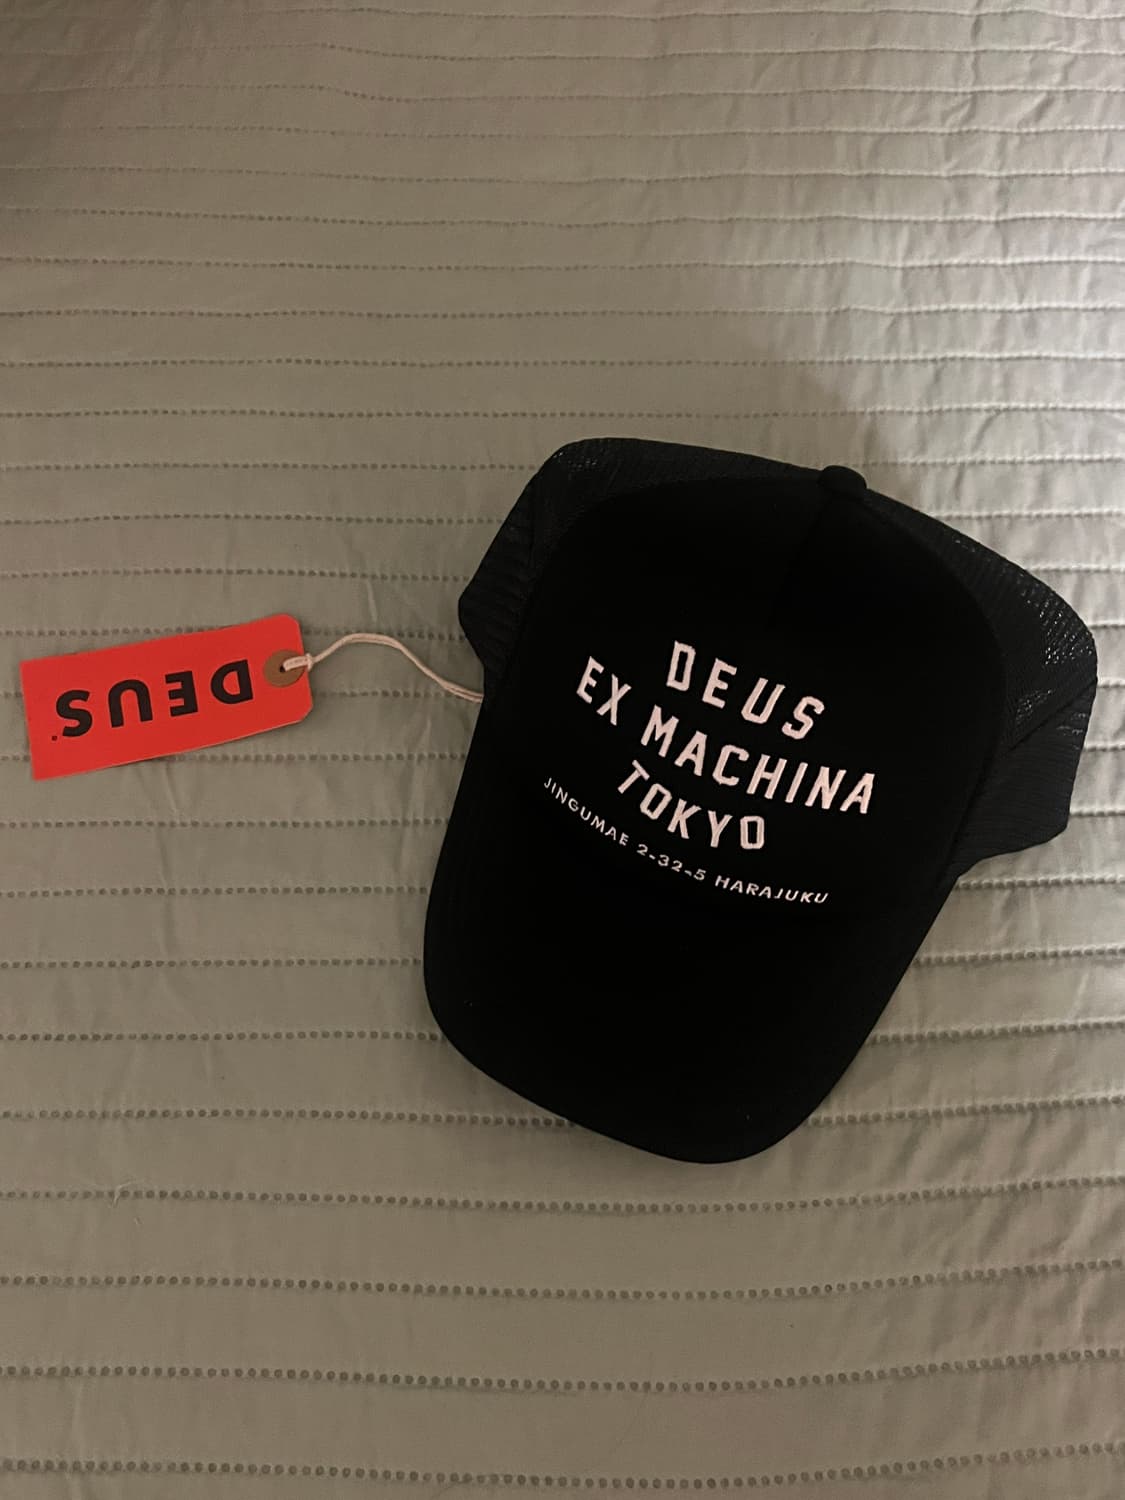 DEUS
DEUS
EX MACHINA
TOKYO
JINGUMAE 2-32-5 HARAJUKU